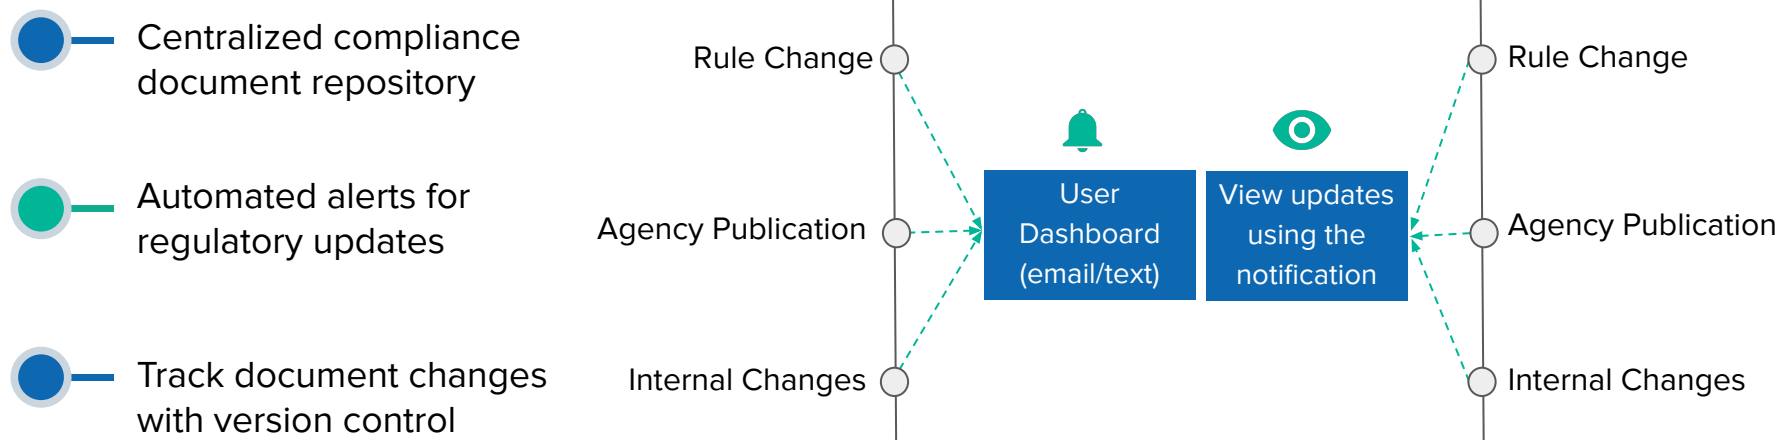 Centralized compliance
document repository
Automated alerts for
regulatory updates
Track document changes
with version control
Rule Change
Agency Publication
Internal Changes
User
Dashboard
(email/text)
View updates
using the
notification
Rule Change
Agency Publication
Internal Changes